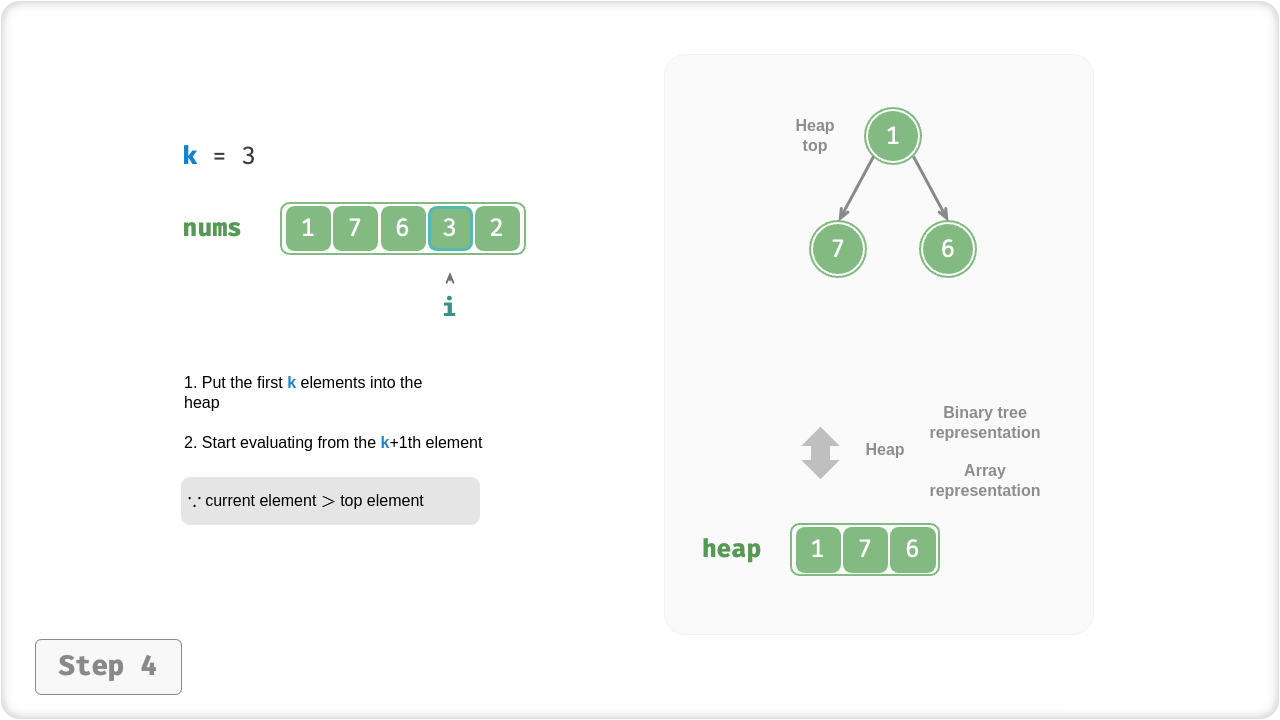 k = 3
nums 1 7 6 3 2
i
1. Put the first k elements into the
heap
2. Start evaluating from the k+1th element
∵ current element > top element
Step 4
Heap
top
1
7 6
Binary tree
representation
Heap
Array
representation
heap 1 7 6